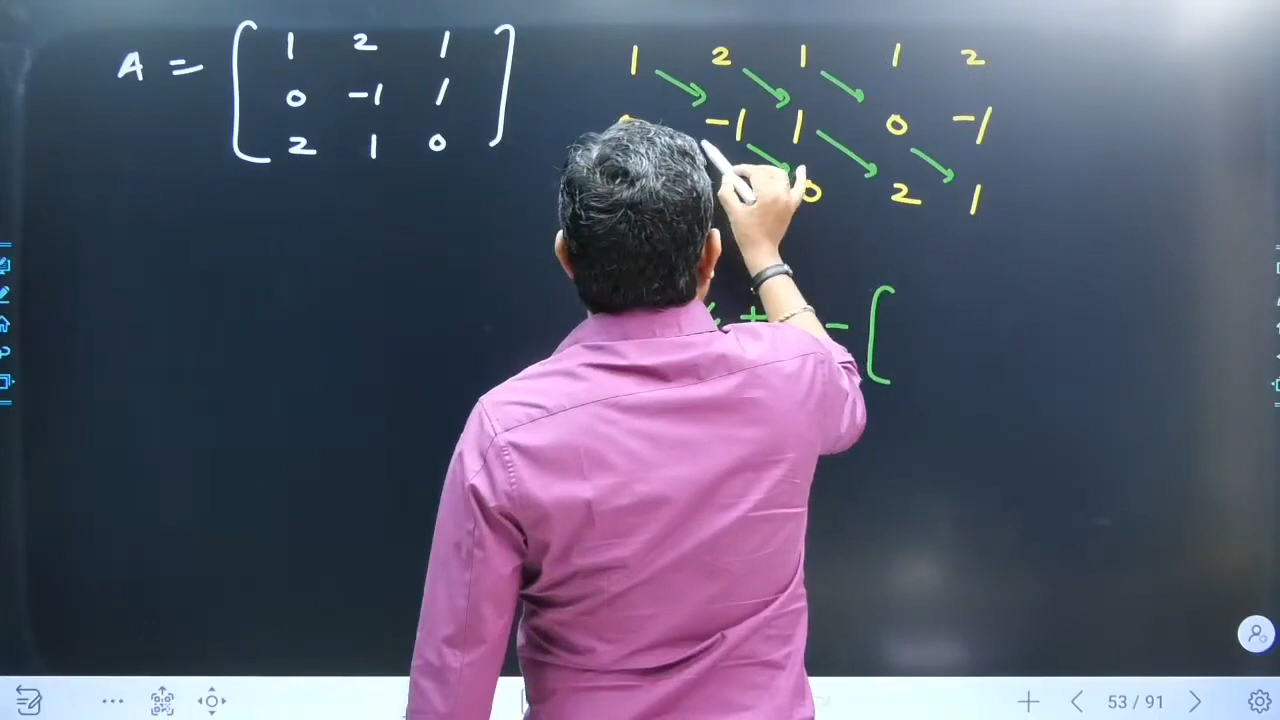 A = [ 1 2 1
0 -1 1
2 1 0 ]
1 2 1 1 2
-1 1 0 -1
0 2 1
+ - [
53 / 91